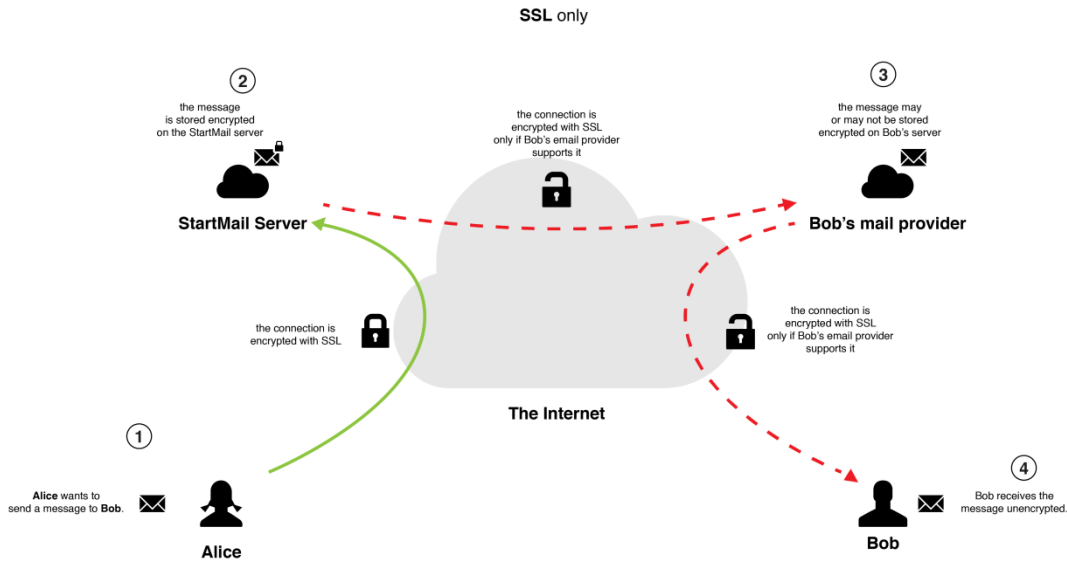 SSL only
2
the message
is stored encrypted
on the StartMail server
StartMail Server
the connection is
encrypted with SSL
only if Bob's email provider
supports it
3
the message may
or may not be stored
encrypted on Bob's server
Bob's mail provider
the connection is
encrypted with SSL
the connection is
encrypted with SSL
only if Bob's email provider
supports it
The Internet
1
Alice wants to
send a message to Bob.
Alice
4
Bob receives the
message unencrypted.
Bob